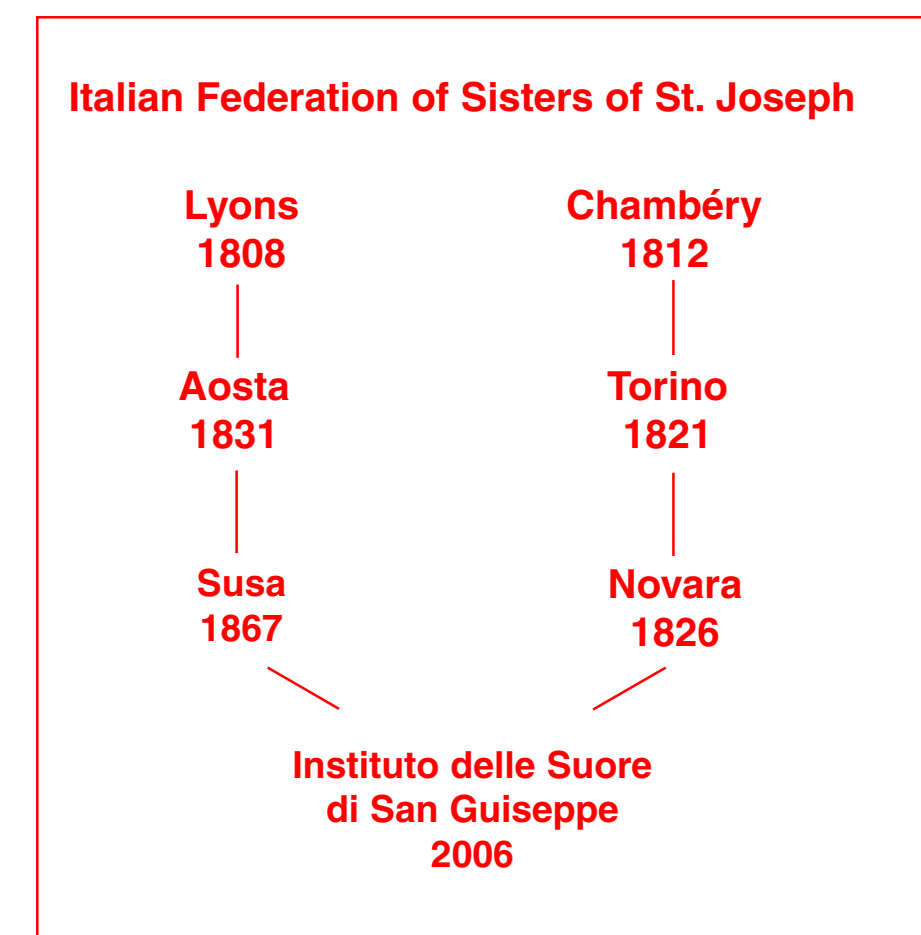 Italian Federation of Sisters of St. Joseph
Lyons
1808
Aosta
1831
Susa
1867
Chambéry
1812
Torino
1821
Novara
1826
Instituto delle Suore
di San Guiseppe
2006